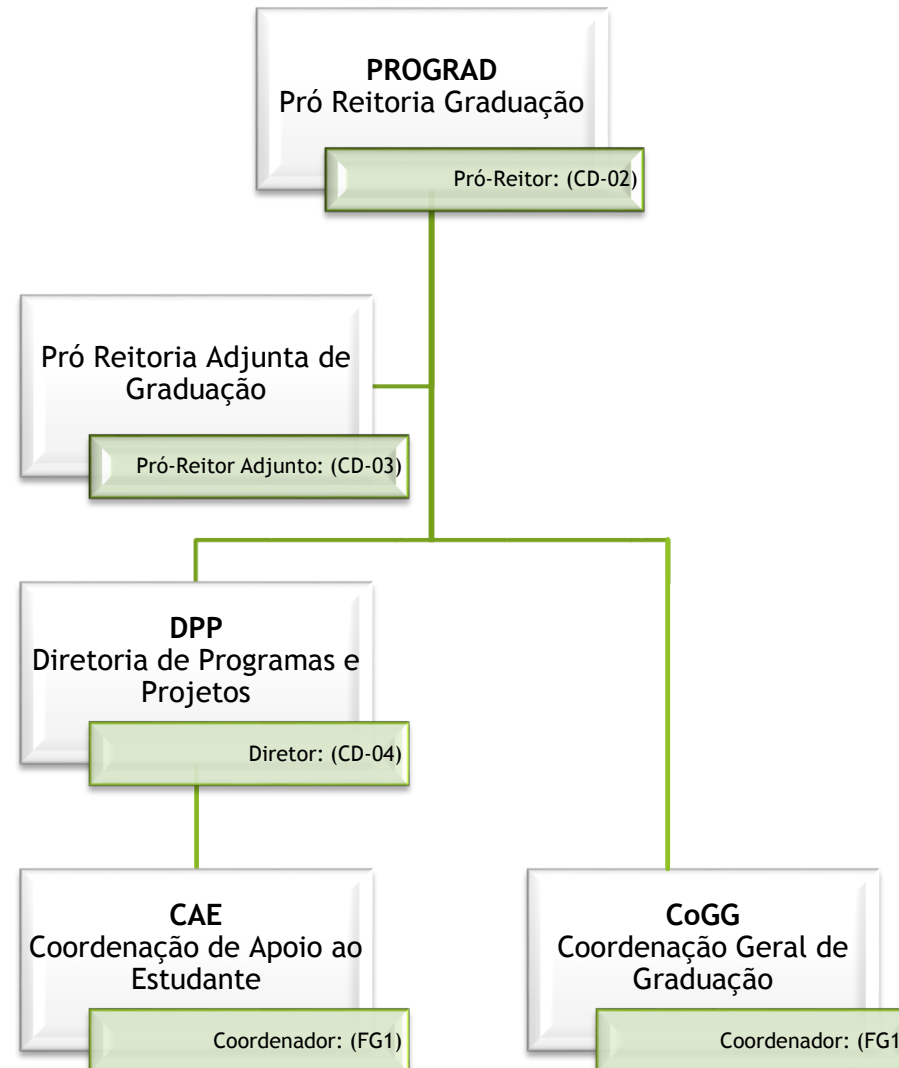 PROGRAD
Pró Reitoria Graduação
Pró-Reitor: (CD-02)
Pró Reitoria Adjunta de
Graduação
Pró-Reitor Adjunto: (CD-03)
DPP
Diretoria de Programas e
Projetos
Diretor: (CD-04)
CAE
Coordenação de Apoio ao
Estudante
Coordenador: (FG1)
CoGG
Coordenação Geral de
Graduação
Coordenador: (FG1